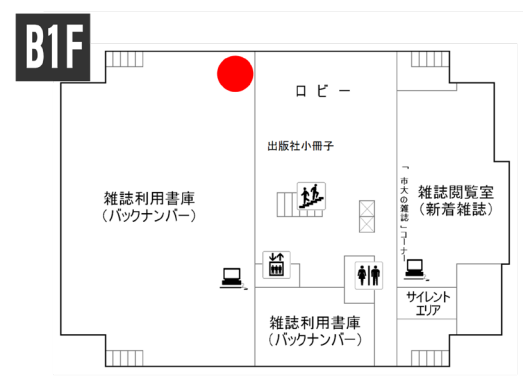 B1F
ロビー
出版社小冊子
雑誌利用書庫
（バックナンバー）
「市大の雑誌」コーナー
雑誌閲覧室
（新着雑誌）
サイレント
エリア
雑誌利用書庫
（バックナンバー）